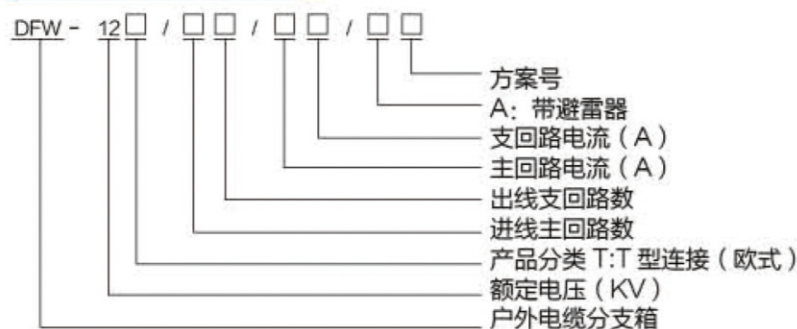 DFW - 12□ / □□ / □□ / □□
方案号
A：带避雷器
支回路电流（A）
主回路电流（A）
出线支回路数
进线主回路数
产品分类 T:T 型连接（欧式）
额定电压（KV）
户外电缆分支箱